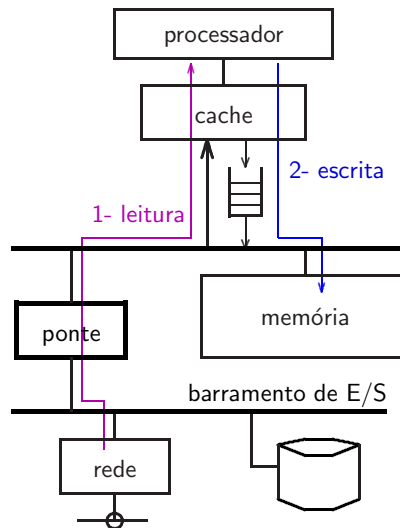 processador
cache
2- escrita
1- leitura
memória
ponte
barramento de E/S
rede